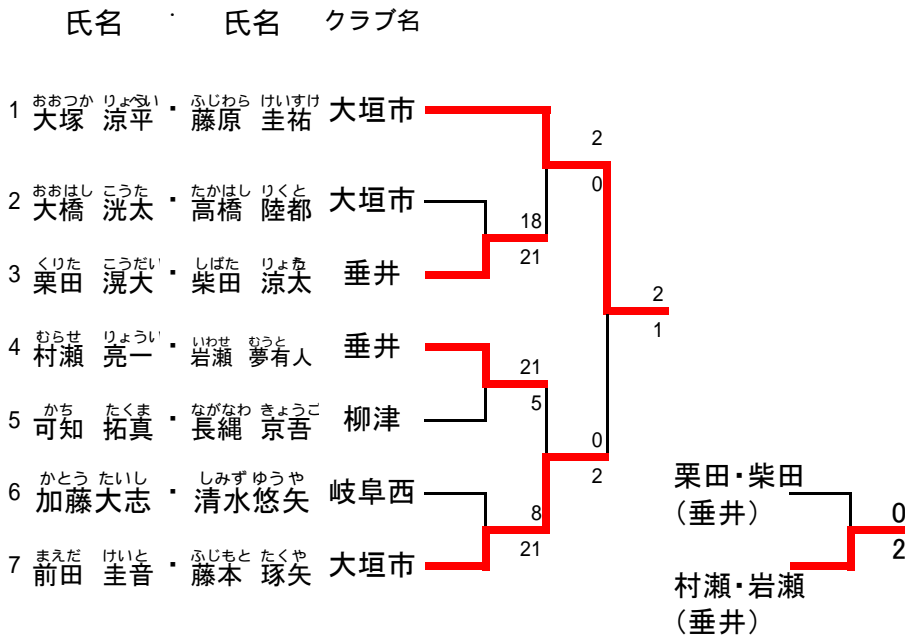 氏名 ・ 氏名 クラブ名
おおつか ふじわら けいすけ
1 大塚 涼平 ・ 藤原 圭祐 大垣市
2
0
おおはし こうた たかはし りくと
2 大橋 洸太 ・ 高橋 陸都 大垣市
18
21
くりた こうだい しばた
3 栗田 滉大 ・ 柴田 涼太 垂井
2
1
むらせ りょうい いわせ むうと
4 村瀬 亮一 ・ 岩瀬 夢有人 垂井
21
5
かち たくま ながなわ きょうご
5 可知 拓真 ・ 長縄 京吾 柳津
0
2
かとう たいし しみず ゆうや
6 加藤大志 ・ 清水悠矢 岐阜西
8
21
まえだ けいと ふじもと たくや
7 前田 圭音 ・ 藤本 琢矢 大垣市
栗田・柴田
（垂井）
0
2
村瀬・岩瀬
（垂井）